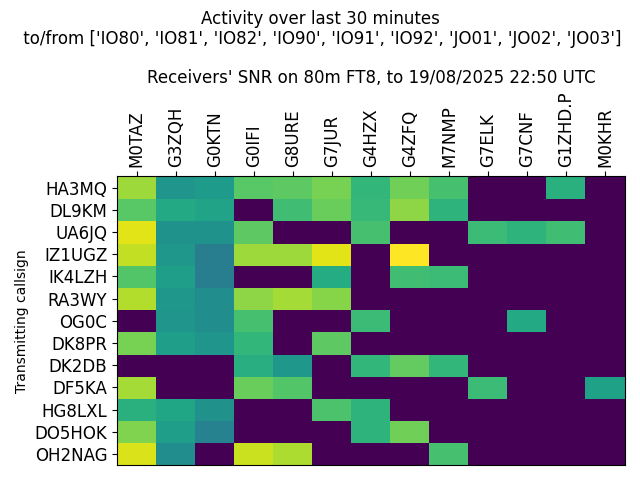 Activity over last 30 minutes
to/from ['IO80', 'IO81', 'IO82', 'IO90', 'IO91', 'IO92', 'JO01', 'JO02', 'JO03']
Receivers' SNR on 80m FT8, to 19/08/2025 22:50 UTC
M0TAZ
G3ZQH
G0KTN
G0IFI
G8URE
G7JUR
G4HZX
G4ZFQ
M7NMP
G7ELK
G7CNF
G1ZHD.P
M0KHR
Transmitting callsign
HA3MQ
DL9KM
UA6JQ
IZ1UGZ
IK4LZH
RA3WY
OG0C
DK8PR
DK2DB
DF5KA
HG8LXL
DO5HOK
OH2NAG